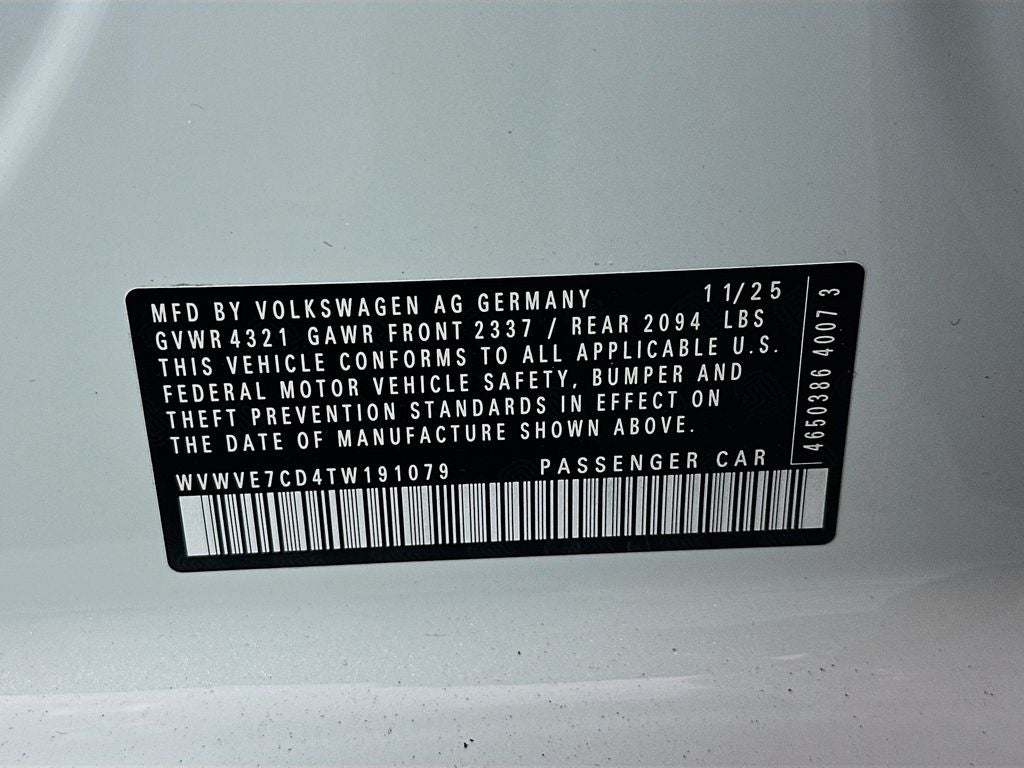 MFD BY VOLKSWAGEN AG GERMANY 11/25
GVWR 4321 GAWR FRONT 2337 / REAR 2094 LBS
THIS VEHICLE CONFORMS TO ALL APPLICABLE U.S.
FEDERAL MOTOR VEHICLE SAFETY, BUMPER AND
THEFT PREVENTION STANDARDS IN EFFECT ON
THE DATE OF MANUFACTURE SHOWN ABOVE.
WVWVE7CD4TW191079 PASSENGER CAR
4650386 4007 3